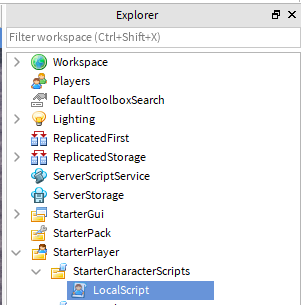 Explorer
Filter workspace (Ctrl+Shift+X)
Workspace
Players
DefaultToolboxSearch
Lighting
ReplicatedFirst
ReplicatedStorage
ServerScriptService
ServerStorage
StarterGui
StarterPack
StarterPlayer
StarterCharacterScripts
LocalScript